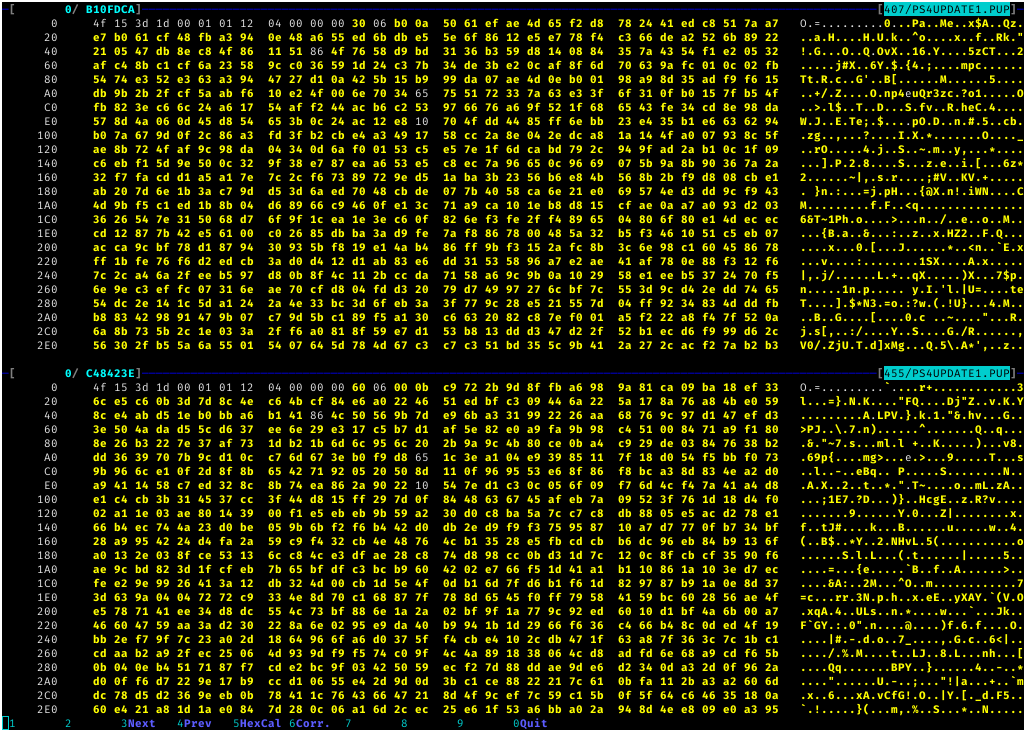 [ 0/ B10FDCA] [407/PS4UPDATE1.PUP]
0 4f 15 3d 1d 00 01 01 12 04 00 00 00 30 06 b0 0a 50 61 ef ae 4d 65 f2 d8 78 24 41 ed c8 51 7a a7 O.=.........0...Pa..Me..x$A..Qz.
20 e7 b0 61 cf 48 fb a3 94 0e 48 a6 55 ed 6b db e5 5e 6f 86 12 e5 e7 78 f4 c3 66 de a2 52 6b 89 22 ..a.H....H.U.k..^o....x..f..Rk."
40 21 05 47 db 8e c8 4f 86 11 51 86 4f 76 58 d9 bd 31 36 b3 59 d8 14 08 84 35 7a 43 54 f1 e2 05 32 !.G...O..Q.OvX..16.Y....5zCT...2
60 af c4 8b c1 cf 6a 23 58 9c c0 36 59 1d 24 c3 7b 34 de 3b e2 0c af 8f 6d 70 63 9a fc 01 0c 02 fb .....j#X..6Y.$.{4.;....mpc......
80 54 74 e3 52 e3 63 a3 94 47 27 d1 0a 42 5b 15 b9 99 da 07 ae 4d 0e b0 01 98 a9 8d 35 ad f9 f6 15 Tt.R.c..G'..B[......M......5....
A0 db 9b 2b 2f cf 5a ab f6 10 e2 4f 00 6e 70 34 65 75 51 72 33 7a 63 e3 3f 6f 31 0f b0 15 7f b5 4f ..+/.Z....O.np4euQr3zc.?o1.....O
C0 fb 82 3e c6 6c 24 a6 17 54 af f2 44 ac b6 c2 53 97 66 76 a6 9f 52 1f 68 65 43 fe 34 cd 8e 98 da ..>.l$..T..D...S.fv..R.heC.4....
E0 57 8d 4a 06 0d 45 d8 54 65 3b 0c 24 ac 12 e8 10 70 4f dd 44 85 ff 6e bb 23 e4 35 b1 e6 63 62 94 W.J..E.Te;.$....pO.D..n.#.5..cb.
100 b0 7a 67 9d 0f 2c 86 a3 fd 3f b2 cb e4 a3 49 17 58 cc 2a 8e 04 2e dc a8 1a 14 4f a0 07 93 8c 5f .zg..,...?....I.X.*.......O...._
120 ae 8b 72 4f af 9c 98 da 04 34 0d 6a f0 01 53 c5 e5 7e 1f 6d ca bd 79 2c 94 9f ad 2a b1 0c 1f 09 ..rO.....4.j..S..~.m..y,...*....
140 c6 eb f1 5d 9e 50 0c 32 9f 38 e7 87 ea a6 53 e5 c8 ec 7a 96 65 0c 96 69 07 5b 9a 8b 90 36 7a 2a ...].P.2.8....S...z.e..i.[...6z*
160 32 f7 fa cd d1 a5 a1 7e 7c 2c cf 73 89 72 9e d5 1a ba 3b 23 56 b6 e8 4b 56 8b 2b f9 d8 08 cb e1 2......~|,.s.r....;#V..KV.+.....
180 ab 20 7d 6e 1b 3a c7 9d d5 3d 6a ed 70 48 cb de 07 7b 40 58 ca 6e 21 e0 69 57 4e d3 dd 9c f9 43 . }n.:...=j.pH...{@X.n!.iWN....C
1A0 4d 9b f5 c1 ed 1b 8b 04 d6 89 66 c9 46 0f e1 3c 71 a9 ca 10 1e b8 d8 15 cf ae 0a a7 a0 93 d2 03 M.........f.F..<q...............
1C0 36 26 54 7e 31 50 68 d7 6f 9f 1c ea 1e 3e c6 0f 82 6e f3 fe 2f f4 89 65 04 80 6f 80 e1 4d ec ec 6&T~1Ph.o....>...n../..e..o..M..
1E0 cd 12 87 7b 42 e5 61 00 c0 26 85 db ba 3a d9 fe 7a f8 86 78 00 48 5a 32 b5 f3 46 10 51 c5 eb 07 ...{B.a..&...:..z..x.HZ2..F.Q...
200 ac ca 9c bf 78 d1 87 94 30 93 5b f8 19 e1 4a b4 86 ff 9b f3 15 2a fc 8b 3c 6e 98 c1 60 45 86 78 ....x...0.[...J......*..<n..`E.x
220 ff 1b fe 76 f6 d2 ed cb 3a d0 d4 12 d1 ab 83 e6 dd 31 53 58 96 a7 e2 ae 41 af 78 0e 88 f3 12 f6 ...v....:........1SX....A.x.....
240 7c 2c a4 6a 2f ee b5 97 d8 0b 8f 4c 11 2b cc da 71 58 a6 9c 9b 0a 10 29 58 e1 ee b5 37 24 70 f5 |,.j/......L.+..qX.....)X...7$p.
260 6e 9e c3 ef fc 07 31 6e ae 70 cf d8 04 fd d3 20 79 d7 49 97 27 6c bf 7c 55 3d 9c d2 4e dd 74 65 n.....1n.p..... y.I.'l.|U=....te
280 54 dc 2e 14 1c 5d a1 24 2a 4e 33 bc 3d 6f eb 3a 3f 77 9c 28 e5 21 55 7d 04 ff 92 34 83 4d dd fb T....].$*N3.=o.:?w.(.!U}...4.M..
2A0 b8 83 42 98 91 47 9b 07 c7 9d 5b c1 89 f5 a1 30 c6 63 20 82 c8 7e f0 01 a5 f2 22 a8 f4 7f 52 0a ..B..G....[....0.c ..~...."...R.
2C0 6a 8b 73 5b 2c 1e 03 3a 2f f6 a0 81 8f 59 e7 d1 53 b8 13 dd d3 47 d2 2f 52 b1 ec d6 f9 99 d6 2c j.s[,..:/....Y..S....G./R......,
2E0 56 30 2f b5 5a 6a 55 01 54 07 64 5d 78 4d 67 c3 c7 c3 51 bd 35 5c 9b 41 2a 27 2c ac f2 7a b2 b3 V0/.ZjU.T.d]xMg...Q.5\.A*',..z..
[ 0/ C48423E] [455/PS4UPDATE1.PUP]
0 4f 15 3d 1d 00 01 01 12 04 00 00 00 60 06 00 0b c9 72 2b 9d 8f fb a6 98 9a 81 ca 09 ba 18 ef 33 O.=.........`....r+............3
20 6c e5 c6 0b 3d 7d 8c 4e c6 4b cf 84 e6 a0 22 46 51 ed bf c3 44 6a 22 8a 5a 17 8a 76 a8 4b e0 59 l...=}.N.K...."FQ...Dj".Z..v.K.Y
40 8c e4 ab d5 1e b0 bb a6 b1 41 86 4c 50 56 9b 7d e9 6b a3 31 99 22 26 aa 68 76 9c 97 d1 47 ef d3 .........A.LPV.}.k.1."&.hv...G..
60 3e 50 4a da d5 5c d6 37 ee 6e 29 e3 17 c5 b7 d1 af 5e 82 e0 a9 fa 9b 98 c4 51 00 84 71 a9 f1 80 >PJ..\.7.n)......^.......Q..q...
80 8e 26 b3 22 7e 37 af 73 1d b2 1b 6d 6c 95 6c 20 2b 9a 9c 4b 80 ce b0 a4 c9 29 de 03 84 76 38 b2 .&."~7.s...ml.l +..K.....)...v8.
A0 dd 36 39 70 7b 9c d1 0c c7 6d 67 3e b0 f9 d8 65 1c 3e a1 04 e9 39 85 11 7f 18 d0 54 f5 bb f0 73 .69p{....mg>...e.>...9.....T...s
C0 9b 96 6c e1 0f 2d 8f 8b 65 42 71 92 05 20 50 8d 11 0f 96 95 53 e8 8f 86 f8 bc a3 8d 83 4e a2 d0 ..l..-..eBq.. P.....S........N..
E0 a9 41 14 58 c7 ed 32 8c 8b 74 ea 86 2a 90 22 10 54 7e d1 c3 0c 05 6f 09 f7 6d 4c f4 7a 41 a4 d8 .A.X..2..t..*.".T~....o..mL.zA..
100 e1 c4 cb 3b 31 45 37 cc 3f 44 d8 15 ff 29 7d 0f 84 48 63 67 45 af eb 7a 09 52 3f 76 1d 18 d4 f0 ...;1E7.?D...)}..HcgE..z.R?v....
120 02 a1 1e 03 ae 80 14 39 00 f1 e5 eb eb 9b 59 a2 30 d0 c8 ba 5a 7c c7 c8 db 88 05 e5 ac d2 78 e1 .......9......Y.0...Z|........x.
140 66 b4 ec 74 4a 23 d0 be 05 9b 6b f2 f6 b4 42 d0 db 2e d9 f9 f3 75 95 87 10 a7 d7 77 0f b7 34 bf f..tJ#....k...B......u.....w..4.
160 28 a9 95 42 24 d4 fa 2a 59 c9 f4 32 cb 4e 48 76 4c b1 35 28 e5 fb cd cb b6 dc 96 eb 84 b9 13 6f (..B$..*Y..2.NHvL.5(...........o
180 a0 13 2e 03 8f ce 53 13 6c c8 4c e3 df ae 28 c8 74 d8 98 cc 0b d3 1d 7c 12 0c 8f cb cf 35 90 f6 ......S.l.L...(.t......|.....5..
1A0 ae 9c bd 82 3d 1f cf eb 7b 65 bf df c3 bc b9 60 42 02 e7 66 f5 1d 41 a1 b1 10 86 1a 10 3e d7 ec ....=...{e.....`B..f..A......>..
1C0 fe e2 9e 99 26 41 3a 12 db 32 4d 00 cb 1d 5e 4f 0d b1 6d 7f d6 b1 f6 1d 82 97 87 b9 1a 0e 8d 37 ....&A:..2M...^O..m............7
1E0 3d 63 9a 04 04 72 72 c9 33 4e 8d 70 c1 68 87 7f 78 d8 65 45 f0 ff 79 58 41 59 bc 60 28 56 ae 4f =c...rr.3N.p.h..x.eE..yXAY.`(V.O
200 e5 78 71 41 ee 34 d8 dc 55 4c 73 bf 88 6e 1a 2a 02 bf 9f 1a 77 9c 92 ed 60 10 d1 bf 4a 6b 00 a7 .xqA.4..ULs..n.*....w...`...Jk..
220 46 60 47 59 aa 3a d2 30 22 8a 6e 02 95 e9 da 40 b9 94 1b 1d 29 66 f6 36 c4 66 b4 8c 0d ed 4f 19 F`GY.:.0".n....@....)f.6.f....O.
240 bb 2e f7 9f 7c 23 a0 2d 18 64 96 6f a6 d0 37 5f f4 cb e4 10 2c db 47 1f 63 a8 7f 36 3c 7c 1b c1 ....|#.-.d.o..7_....,.G.c..6<|..
260 cd aa b2 a9 2f ec 25 06 4d 93 9d f9 f5 74 c0 9f 4c 4a 89 18 38 06 4c d8 ad fd 6e 68 a9 cd f6 5b ..../.%.M....t..LJ..8.L...nh...[
280 0b 04 0e b4 51 71 87 f7 cd e2 bc 9f 03 42 50 59 ec f2 7d 88 dd ae 9d e6 d2 34 0d a3 2d 0f 96 2a ....Qq.......BPY..}......4..-..*
2A0 d0 0f f6 d7 22 9e 17 b9 cc d1 06 55 e4 2d 9d 0d 3b c1 ce 88 22 21 7c 61 0b fa 11 2b a3 a2 60 6d .....".....U.-..;..."!|a...+..`m
2C0 dc 78 d5 d2 36 9e eb 0b 78 41 1c 76 43 66 47 21 8d 4f 9c ef 7c 59 c1 5b 0f 5f 64 c6 46 35 18 0a .x..6...xA.vCfG!.O..|Y.[._d.F5..
2E0 60 e4 21 a8 1d 1a e0 84 7d 28 0c 0a 6d 2c ec 25 e6 1f 53 a6 bb a0 2a 94 8d 4e e8 09 e0 a3 95 `.!.....}(..m,.%..S...*..N.....
1 2 3Next 4Prev 5HexCal 6Corr. 7 8 9 0Quit